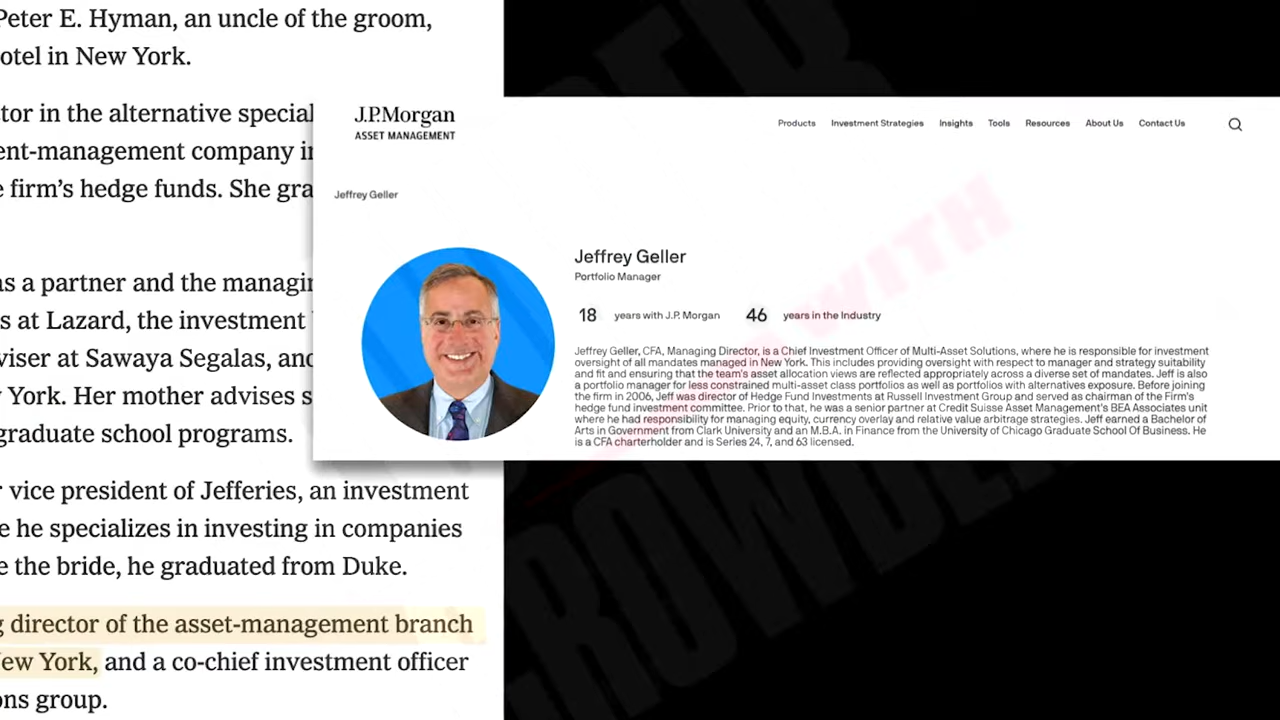 Peter E. Hyman, an uncle of the groom,
otel in New York.
tor in the alternative special
ent-management company in
e firm's hedge funds. She gra
as a partner and the managin
s at Lazard, the investment
viser at Sawaya Segalas, and
York. Her mother advises s
graduate school programs.
r vice president of Jefferies, an investment
e he specializes in investing in companies
e the bride, he graduated from Duke.
g director of the asset-management branch
New York, and a co-chief investment officer
ons group.
J.P.Morgan
ASSET MANAGEMENT
Products Investment Strategies Insights Tools Resources About Us Contact Us
Jeffrey Geller
Jeffrey Geller
Portfolio Manager
18 years with J.P. Morgan 46 years in the Industry
Jeffrey Geller, CFA, Managing Director, is a Chief Investment Officer of Multi-Asset Solutions, where he is responsible for investment
oversight of all mandates managed in New York. This includes providing oversight with respect to manager and strategy suitability
and fit and ensuring that the team's asset allocation views are reflected appropriately across a diverse set of mandates. Jeff is also
a portfolio manager for less constrained multi-asset class portfolios as well as portfolios with alternatives exposure. Before joining
the firm in 2006, Jeff was director of Hedge Fund Investments at Russell Investment Group and served as chairman of the Firm's
hedge fund investment committee. Prior to that, he was a senior partner at Credit Suisse Asset Management's BEA Associates unit
where he had responsibility for managing equity, currency overlay and relative value arbitrage strategies. Jeff earned a Bachelor of
Arts in Government from Clark University and an M.B.A. in Finance from the University of Chicago Graduate School Of Business. He
is a CFA charterholder and is Series 24, 7, and 63 licensed.
WITH
CROWDER